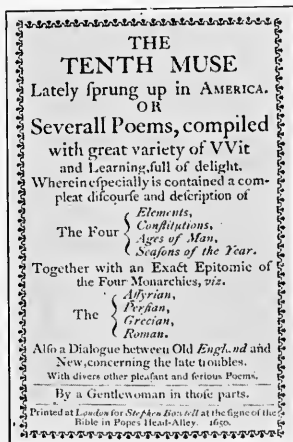 THE
TENTH MUSE
Lately ſprung up in AMERICA.
OR
Severall Poems, compiled
with great variety of VVit
and Learning, full of delight.
Wherein eſpecially is contained a com-
pleat diſcourſe and deſcription of
The Four { Elements,
Conſtitutions,
Ages of Man,
Seaſons of the Year.
Together with an Exact Epitomie of
the Four Monarchies, viz.
The { Aſſyrian,
Perſian,
Grecian,
Roman.
Alſo a Dialogue between Old England and
New, concerning the late troubles.
With divers other pleaſant and ſerious Poems.
By a Gentlewoman in thoſe parts.
Printed at London for Stephen Bowtell at the ſigne of the
Bible in Popes Head-Alley. 1650.